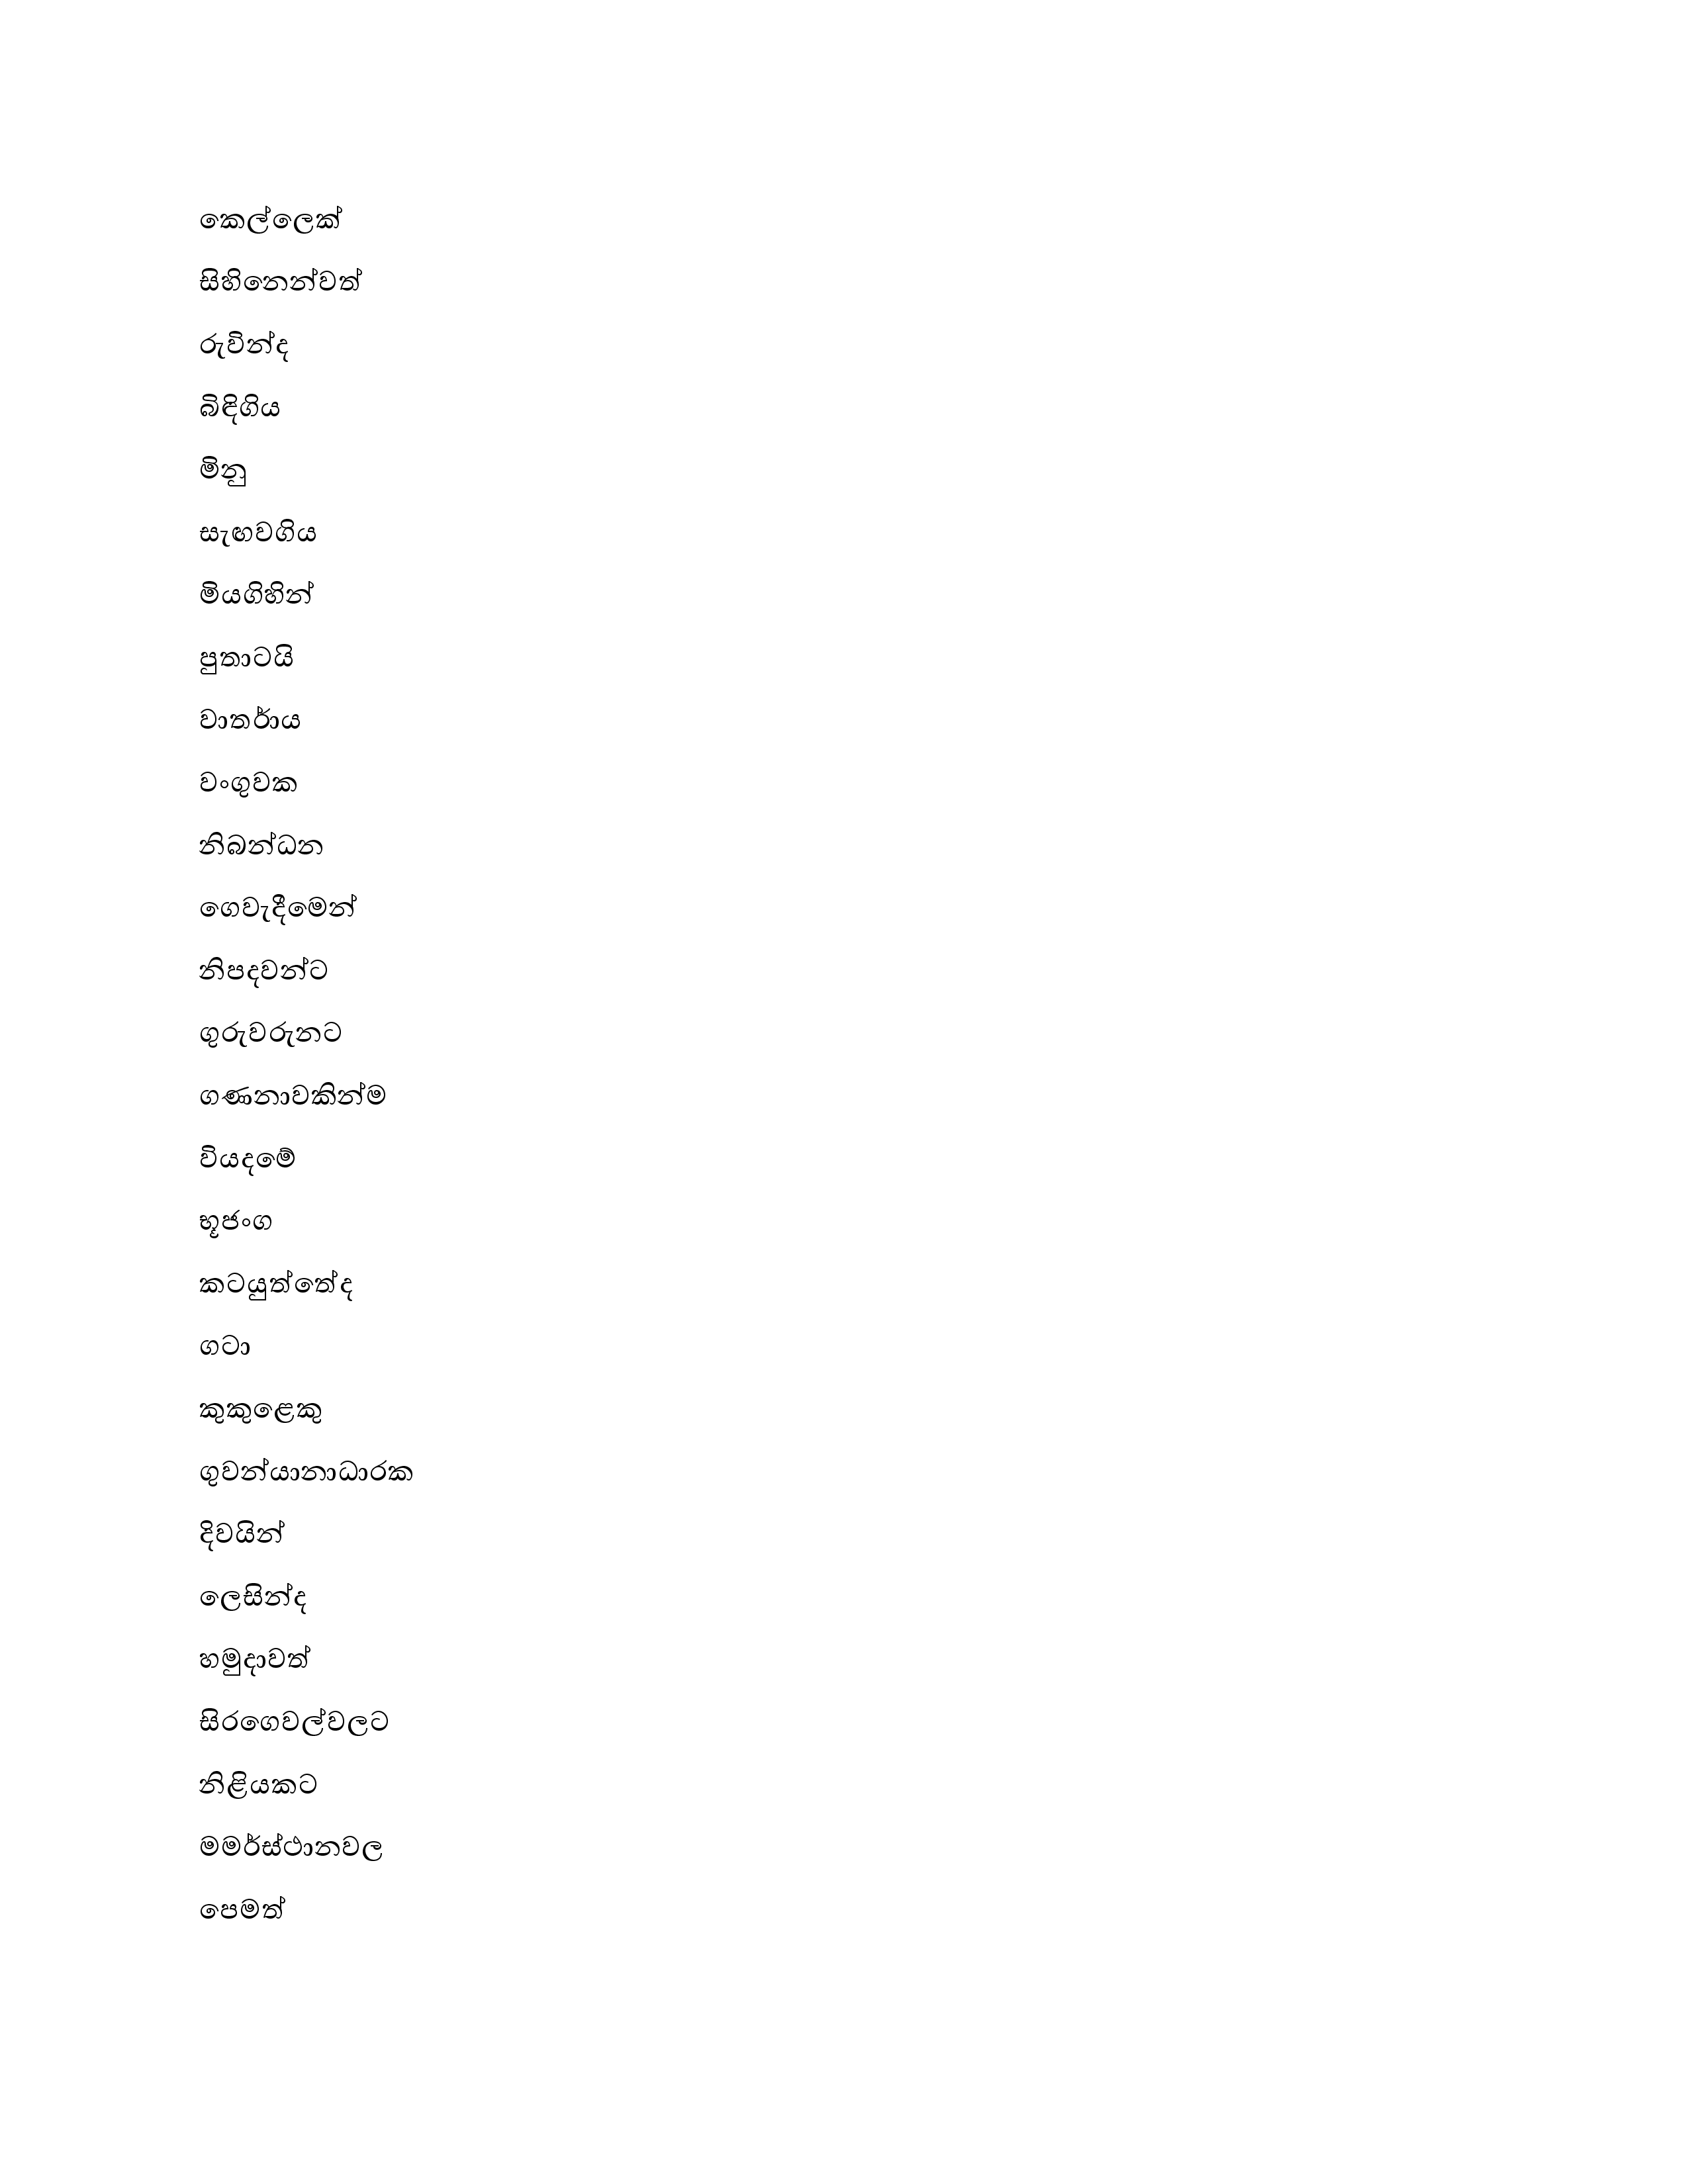 කෙල්ලෙක්
සිහිනෙන්වත්
රුවින්ද
බිඳිගිය
මිනු
සැඟවගිය
මියගිහින්
පුතාටයි
වාතර්‍ාය
වංගුවක
නිබන්ධන
ගෙවැදීමෙන්
නිපදවන්ට
ගුරුවරුනට
ගණනාවකින්ම
වියදමේ
භූජංග
කටයුත්තේද
ගටා
කුකුළෙකු
ගුවන්යානාධාරක
දිවයින්
ලෙසින්ද
හමුදාවත්
සිරගෙවල්වලට
නිළියකට
මමර්ස්ථානවල
පෙමත්